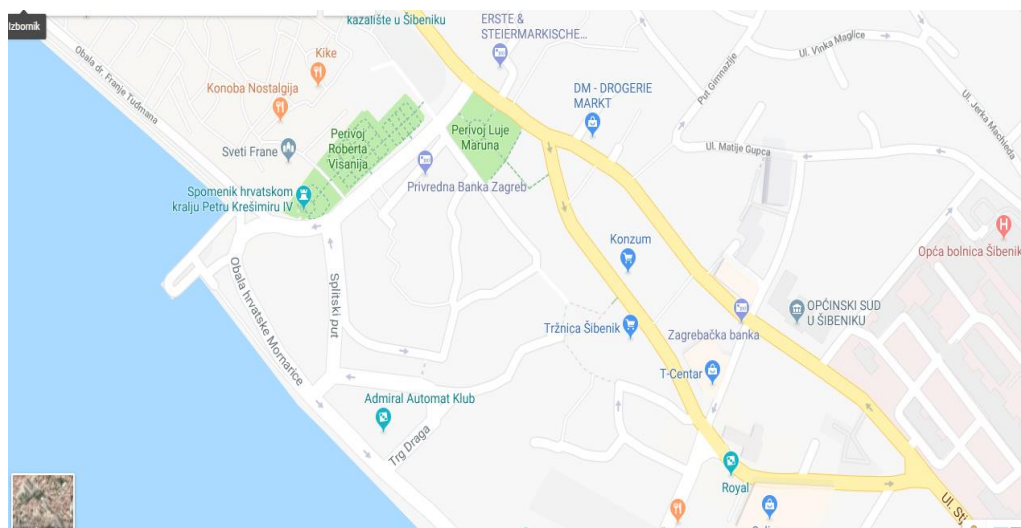 Izbornik
kazalište u Šibeniku
ERSTE &
STEIERMARKISCHE...
Kike
Konoba Nostalgija
DM - DROGERIE
MARKT
Ul. Vinka Maglice
Put Gimnazije
Ul. Jerka Machieda
Obala dr. Franje Tuđmana
Perivoj
Roberta
Visanija
Perivoj Luje
Maruna
Sveti Frane
Ul. Matije Gupca
Privredna Banka Zagreb
Spomenik hrvatskom
kralju Petru Krešimiru IV
Konzum
Opća bolnica Šibenik
Obala hrvatske Mornarice
Splitski put
OPĆINSKI SUD
U ŠIBENIKU
Tržnica Šibenik
Zagrebačka banka
T-Centar
Admiral Automat Klub
Trg Draga
Royal
Ul. Stj